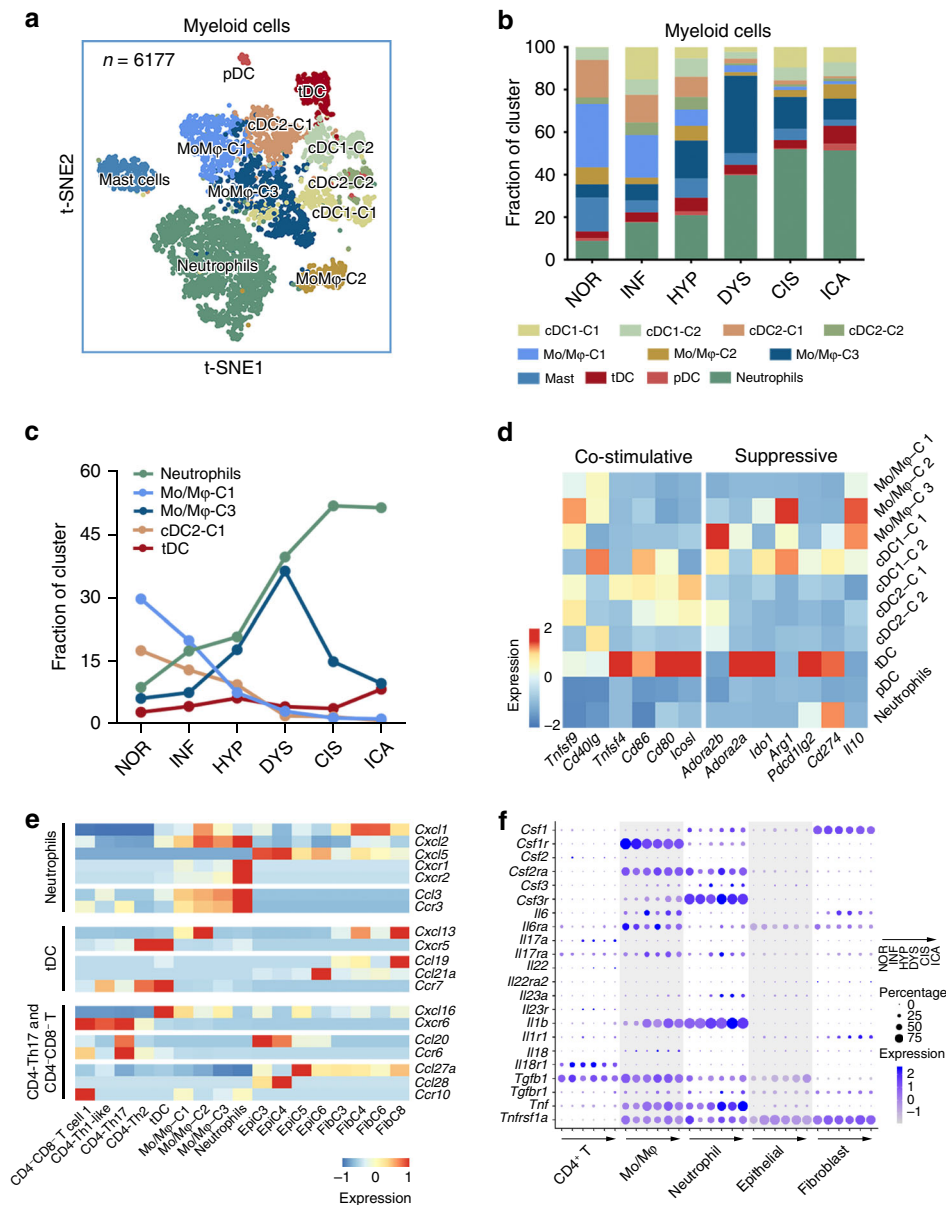 a
Myeloid cells
n = 6177
pDC
tDC
cDC2-C1
MoMφ-C1
cDC1-C2
Mast cells
MoMφ-C3
cDC2-C2
cDC1-C1
Neutrophils
MoMφ-C2
t-SNE2
t-SNE1
b
Myeloid cells
Fraction of cluster
100
80
60
40
20
0
NOR INF HYP DYS CIS ICA
cDC1-C1 cDC1-C2 cDC2-C1 cDC2-C2
Mo/Mφ-C1 Mo/Mφ-C2 Mo/Mφ-C3
Mast tDC pDC Neutrophils
c
Fraction of cluster
60
45
30
15
0
Neutrophils
Mo/Mφ-C1
Mo/Mφ-C3
cDC2-C1
tDC
NOR INF HYP DYS CIS ICA
d
Co-stimulative Suppressive
Mo/Mφ-C 1
Mo/Mφ-C 2
Mo/Mφ-C 3
cDC1-C 1
cDC1-C 2
cDC2-C 1
cDC2-C 2
tDC
pDC
Neutrophils
Expression
2
0
−2
Tnfsf9 Cd40lg Tnfsf4 Cd86 Cd80 Icosl Adora2b Adora2a Ido1 Arg1 Pdcd1lg2 Cd274 Il10
e
Neutrophils
Cxcl1
Cxcl2
Cxcl5
Cxcr1
Cxcr2
Ccl3
Ccr3
tDC
Cxcl13
Cxcr5
Ccl19
Ccl21a
Ccr7
CD4-Th17 and
CD4⁻CD8⁻ T
Cxcl16
Cxcr6
Ccl20
Ccr6
Ccl27a
Ccl28
Ccr10
CD4⁻CD8⁻T cell 1 CD4-Th1-like CD4-Th17 CD4-Th2 tDC Mo/Mφ-C1 Mo/Mφ-C2 Mo/Mφ-C3 Neutrophils EpiC3 EpiC4 EpiC5 EpiC6 FibC3 FibC4 FibC6 FibC8
−1 0 1
Expression
f
Csf1
Csf1r
Csf2
Csf2ra
Csf3
Csf3r
Il6
Il6ra
Il17a
Il17ra
Il22
Il22ra2
Il23a
Il23r
Il1b
Il1r1
Il18
Il18r1
Tgfb1
Tgfbr1
Tnf
Tnfrsf1a
CD4⁺ T Mo/Mφ Neutrophil Epithelial Fibroblast
NOR INF HYP DYS CIS ICA
Percentage
0
25
50
75
Expression
2
1
0
−1